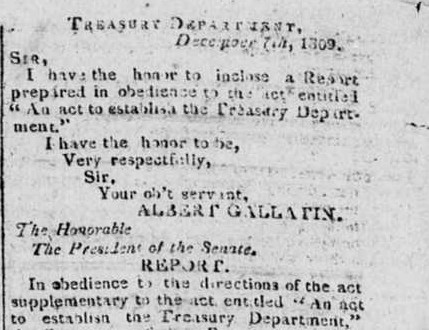 TREASURY DEPARTMENT,
December 7th, 1809.
SIR,
I have the honor to inclose a Report
prepared in obedience to the act entitled
"An act to establish the Treasury Depart-
ment."
I have the honor to be,
Very respectfully,
Sir,
Your ob't servant,
ALBERT GALLATIN.
The Honorable
The President of the Senate.
REPORT.
In obedience to the directions of the act
supplementary to the act entitled "An act
to establish the Treasury Department,"